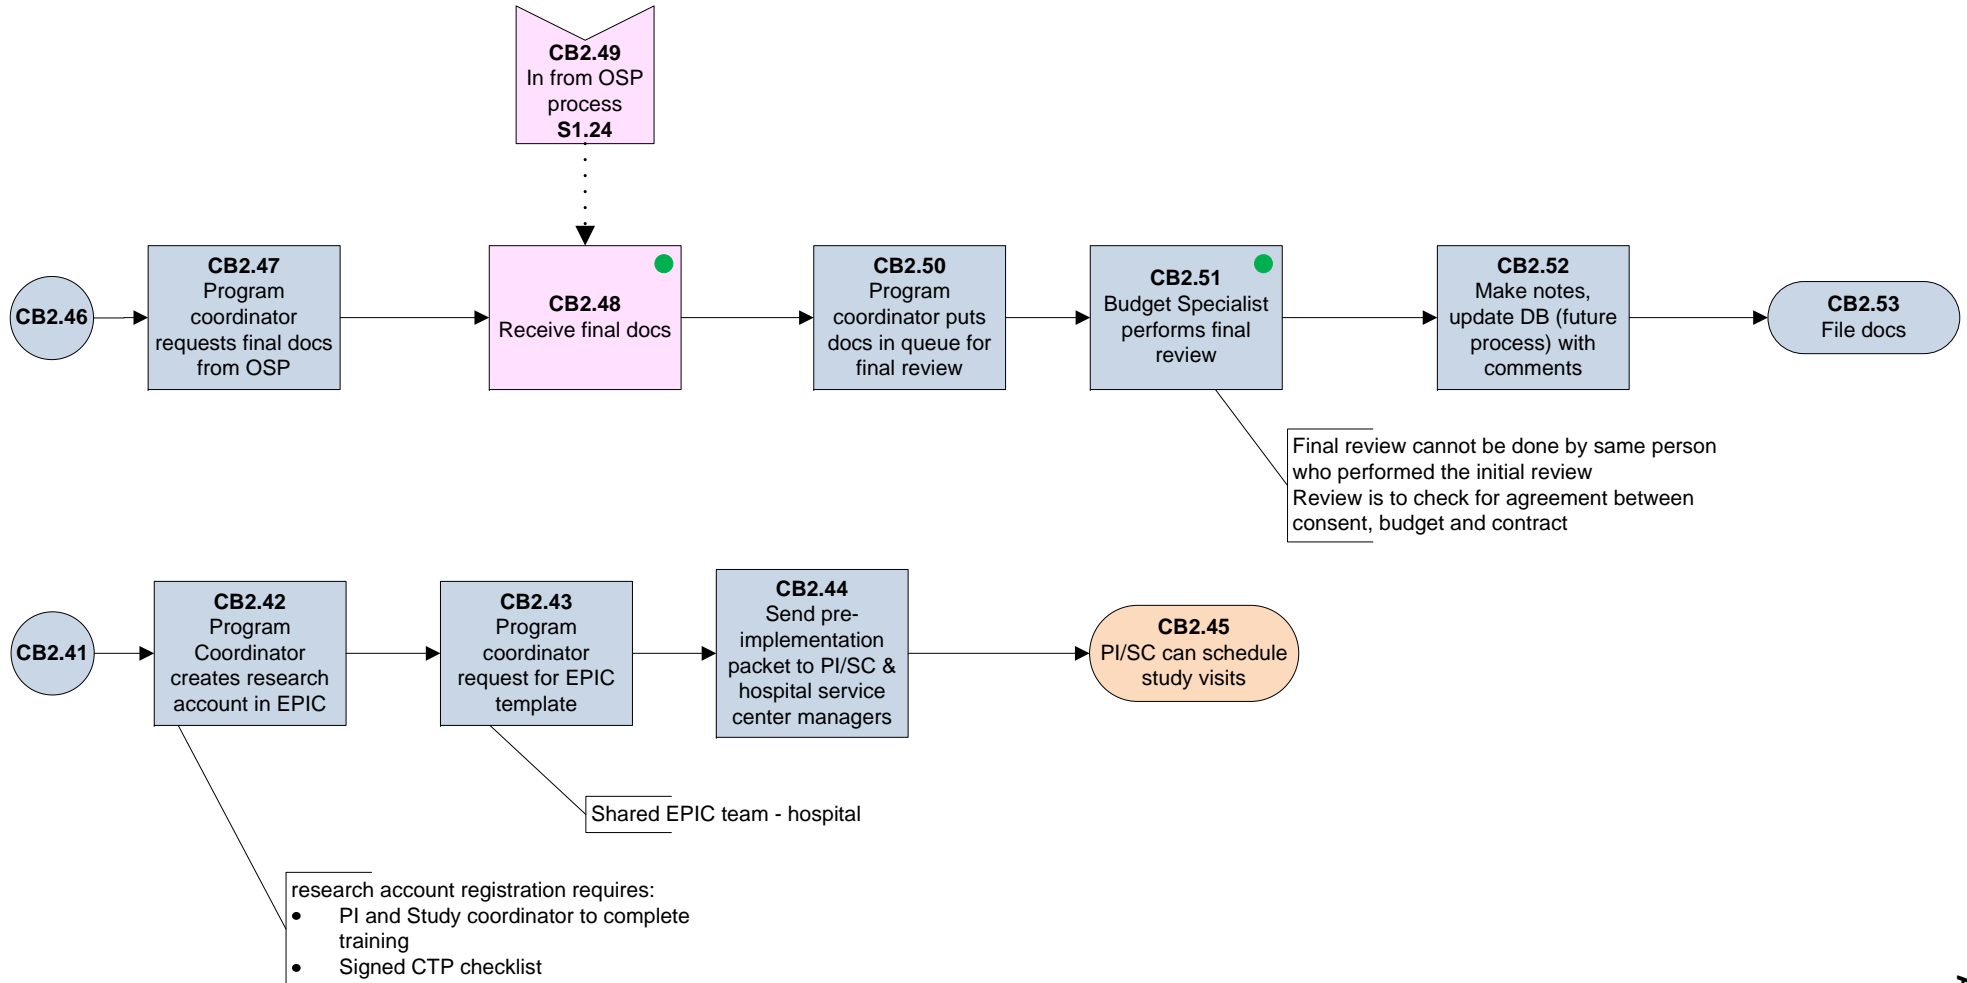 CB2.49
In from OSP
process
S1.24
CB2.46
CB2.47
Program
coordinator
requests final docs
from OSP
CB2.48
Receive final docs
CB2.50
Program
coordinator puts
docs in queue for
final review
CB2.51
Budget Specialist
performs final
review
CB2.52
Make notes,
update DB (future
process) with
comments
CB2.53
File docs
Final review cannot be done by same person
who performed the initial review
Review is to check for agreement between
consent, budget and contract
CB2.41
CB2.42
Program
Coordinator
creates research
account in EPIC
CB2.43
Program
coordinator
request for EPIC
template
CB2.44
Send pre-
implementation
packet to PI/SC &
hospital service
center managers
CB2.45
PI/SC can schedule
study visits
Shared EPIC team - hospital
research account registration requires:
• PI and Study coordinator to complete
training
• Signed CTP checklist